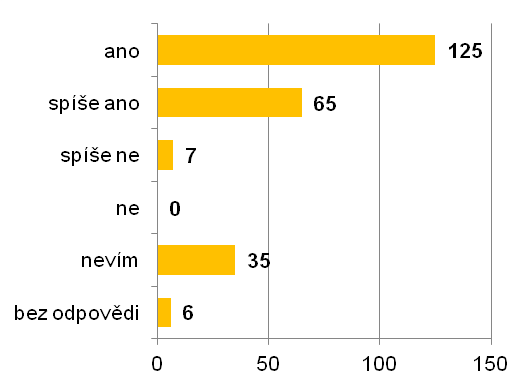 ano 125
spíše ano 65
spíše ne 7
ne 0
nevím 35
bez odpovědi 6
0 50 100 150